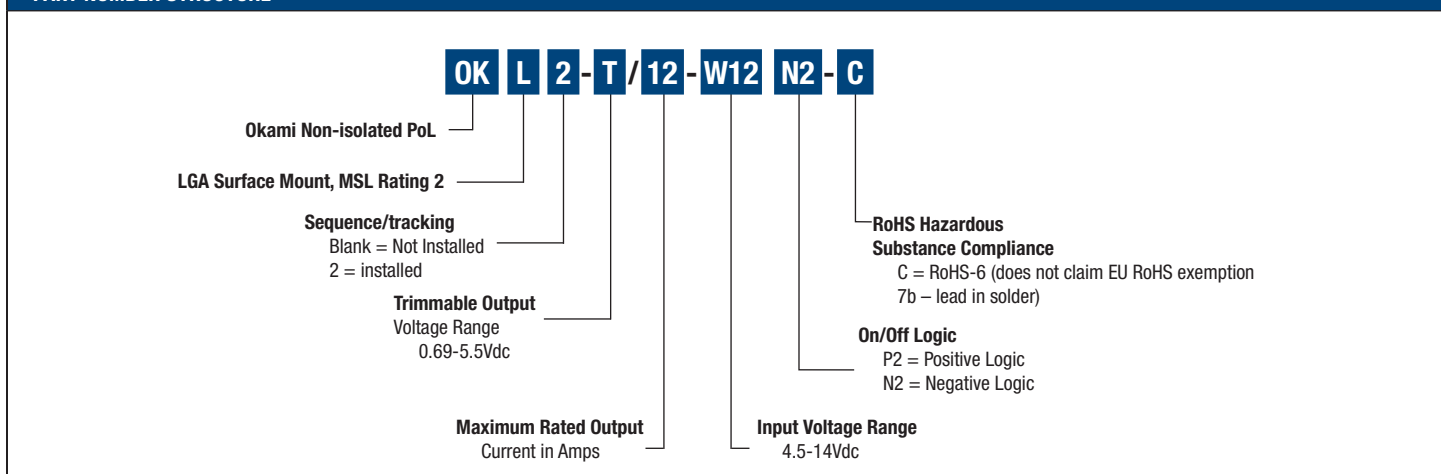 PART NUMBER STRUCTURE
OK L 2 - T / 12 - W12 N2 - C
Okami Non-isolated PoL
LGA Surface Mount, MSL Rating 2
Sequence/tracking
Blank = Not Installed
2 = installed
Trimmable Output
Voltage Range
0.69-5.5Vdc
Maximum Rated Output
Current in Amps
RoHS Hazardous
Substance Compliance
C = RoHS-6 (does not claim EU RoHS exemption
7b – lead in solder)
On/Off Logic
P2 = Positive Logic
N2 = Negative Logic
Input Voltage Range
4.5-14Vdc